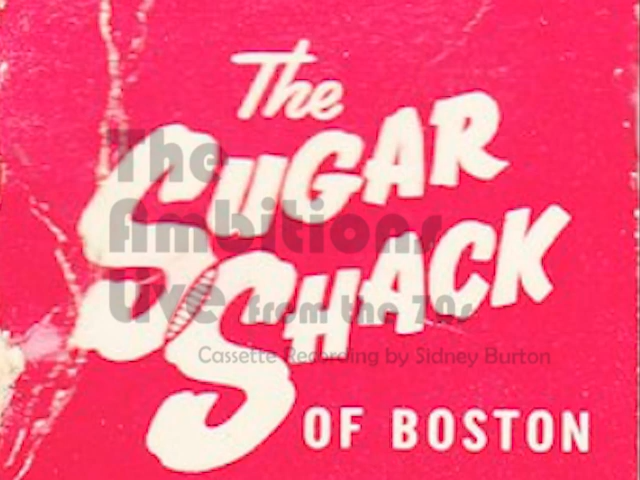 The
SUGAR
SHACK
OF BOSTON
The
Ambitions
Live from the 70s
Cassette Recording by Sidney Burton